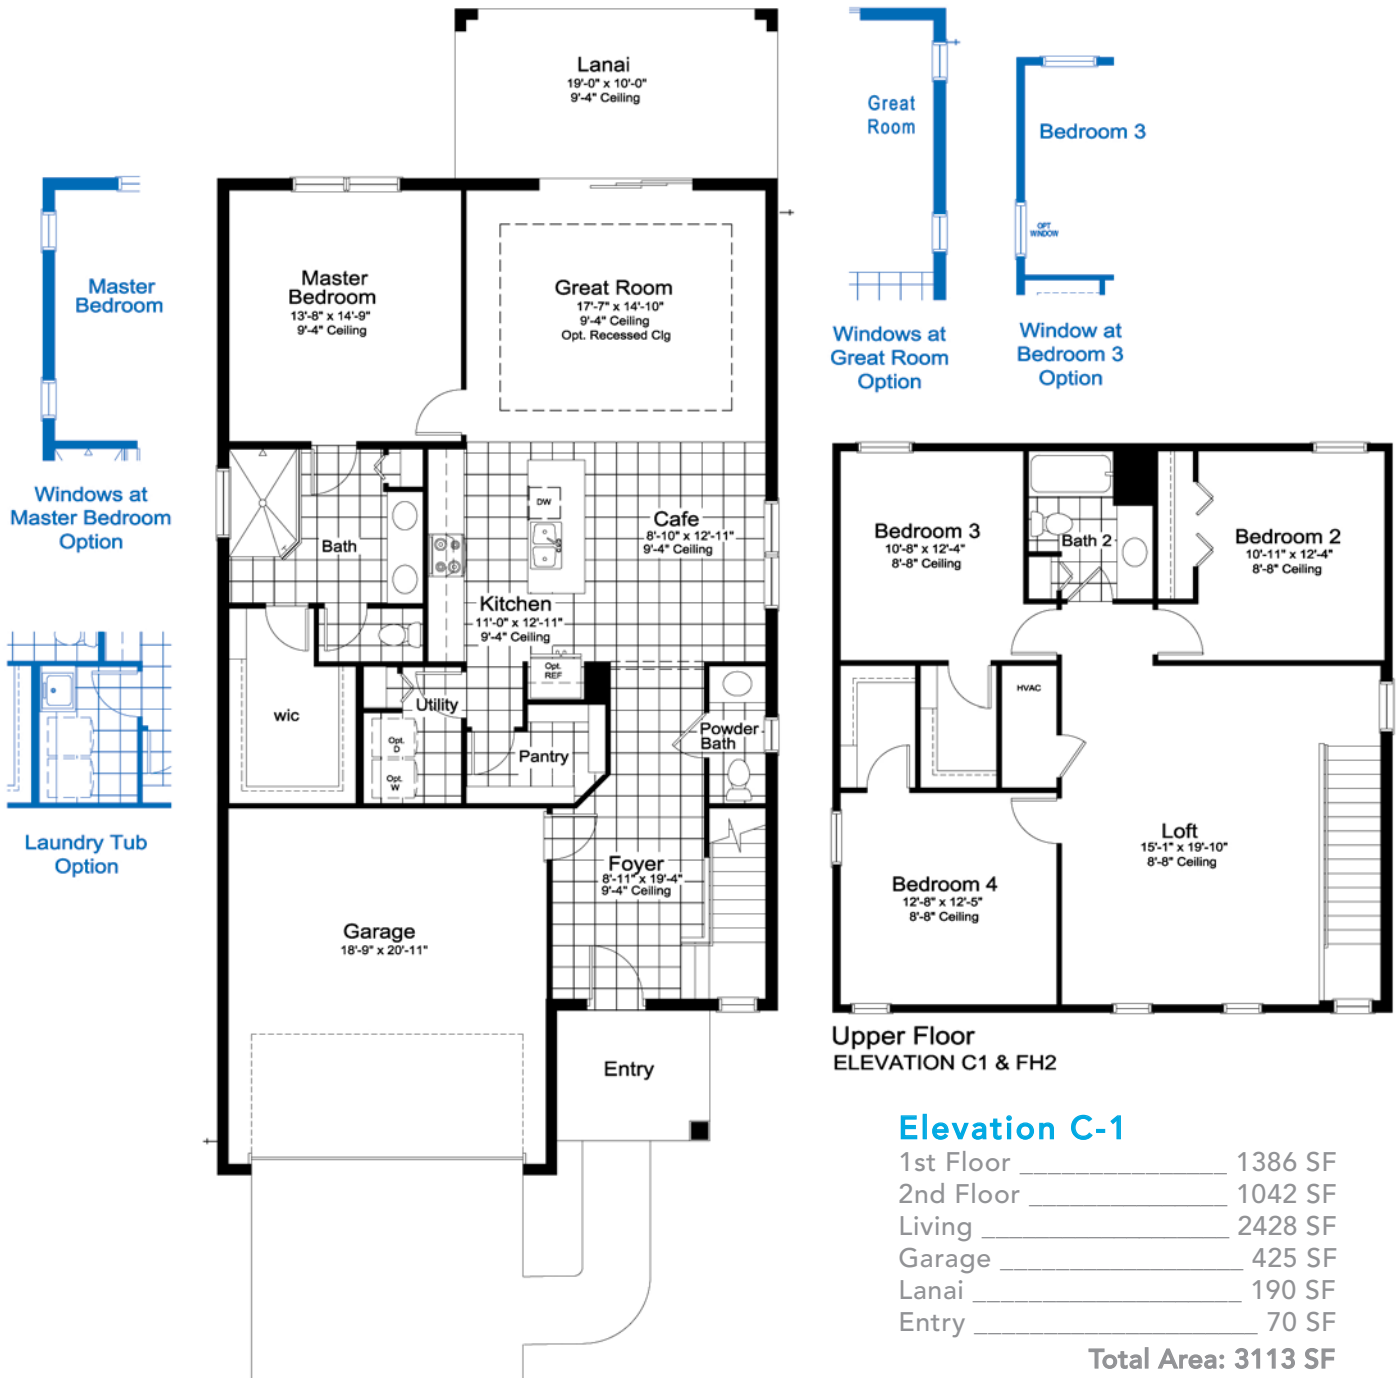 Lanai
19'-0" x 10'-0"
9'-4" Ceiling
Great
Room
Bedroom 3
OPT
WINDOW
Windows at
Great Room
Option
Window at
Bedroom 3
Option
Master
Bedroom
Windows at
Master Bedroom
Option
Master
Bedroom
13'-8" x 14'-9"
9'-4" Ceiling
Great Room
17'-7" x 14'-10"
9'-4" Ceiling
Opt. Recessed Clg
Bath
DW
Cafe
8'-10" x 12'-11"
9'-4" Ceiling
Kitchen
11'-0" x 12'-11"
9'-4" Ceiling
Opt.
REF
wic
Utility
Opt.
D
Opt.
W
Pantry
Powder
Bath
Laundry Tub
Option
Foyer
8'-11" x 19'-4"
9'-4" Ceiling
Garage
18'-9" x 20'-11"
Entry
Bedroom 3
10'-8" x 12'-4"
8'-8" Ceiling
Bath 2
Bedroom 2
10'-11" x 12'-4"
8'-8" Ceiling
HVAC
Loft
15'-1" x 19'-10"
8'-8" Ceiling
Bedroom 4
12'-8" x 12'-5"
8'-8" Ceiling
Upper Floor
ELEVATION C1 & FH2
Elevation C-1
1st Floor _______________ 1386 SF
2nd Floor ______________ 1042 SF
Living __________________ 2428 SF
Garage _________________ 425 SF
Lanai ___________________ 190 SF
Entry ____________________ 70 SF
Total Area: 3113 SF